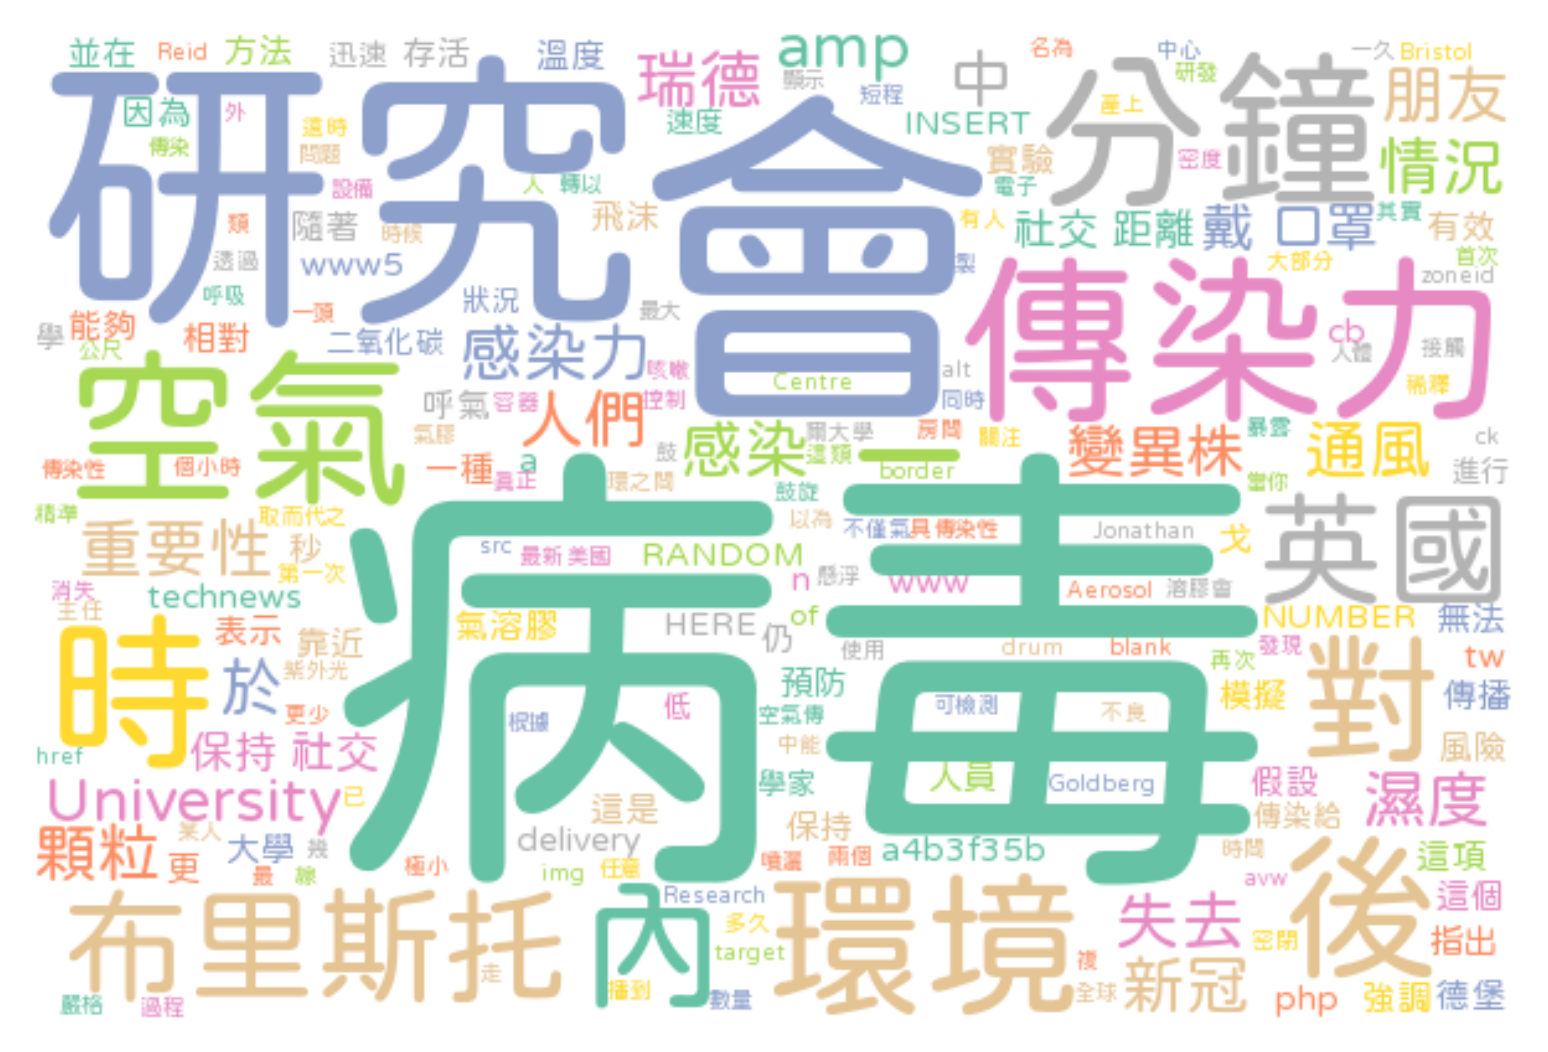 並在 Reid 方法 迅速 存活 溫度 瑞德 amp 顯示 中 名為 中心 研發 一久 Bristol
研究 會 分鐘 朋友
因為 外 這時 傳染 問題 設備 人 轉以 速度 短程 INSERT 實驗 電子 產上 密度 情況
類 隨著 時候 飛沫 有人 社交 距離 戴 口罩 其實 有效 首次
透過 www5 呼吸 狀況 最大 製 傳染力 大部分 zoneid
學 能夠 公尺 相對 一頭 二氧化碳 感染力 咳嗽 alt cb 人體 接觸
空氣 呼氣 容器 人們 控制 Centre 同時 稀釋
傳染性 個小時 氣膠 一種 a 真正 鼓 感染 爾大學 這類 一 房間 關注 變異株 暴露 通風 ck 進行
精準 取而代之 環之間 鼓旋 border 當你
重要性 秒 第一次 src 最新 美國 RANDOM 以為 不僅氣 具傳染性 Jonathan 戈 英國
病毒
消失 主任 technews n 懸浮 www Aerosol 溶膠會
時 表示 靠近 氣溶膠 HERE 仍 of 使用 drum blank NUMBER 無法
於 紫外光 更少 根據 低 預防 空氣傳 可檢測 不良 再次 發現 模擬 對 tw 傳播
href 保持 社交 中能 風險
University 已 某人 這是 學家 人員 Goldberg 假設 濕度
顆粒 更 大學 幾 delivery 保持 a4b3f35b 傳染給 時間 這項
最 線 極小 img 任意 噴灑 兩個 avw 後 這個
布里斯托 走 內 Research 多久 target 環境 失去 密閉 指出
嚴格 過程 播到 數量 複 全球 新冠 php 強調 德堡